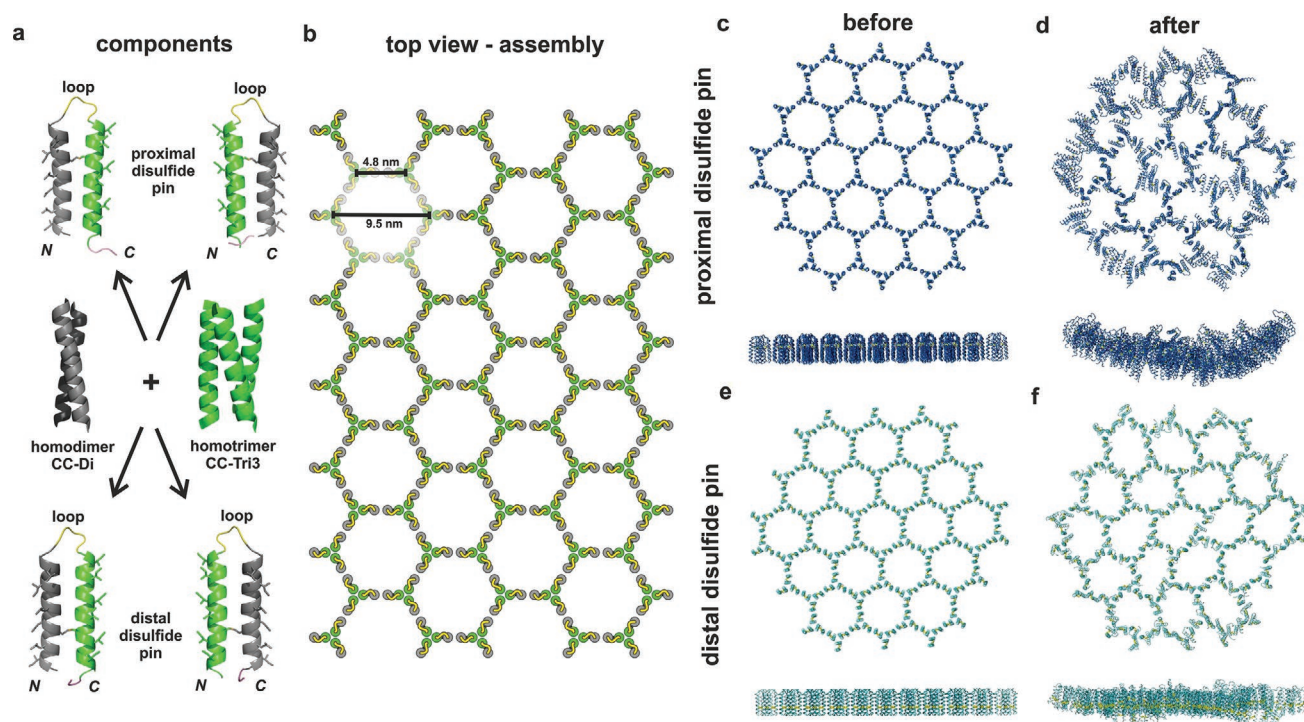 a
components
loop
loop
proximal
disulfide
pin
N
C
N
C
+
homodimer
CC-Di
homotrimer
CC-Tri3
loop
loop
distal
disulfide
pin
N
C
N
C
b
top view - assembly
4.8 nm
9.5 nm
before
after
proximal disulfide pin
c
d
distal disulfide pin
e
f